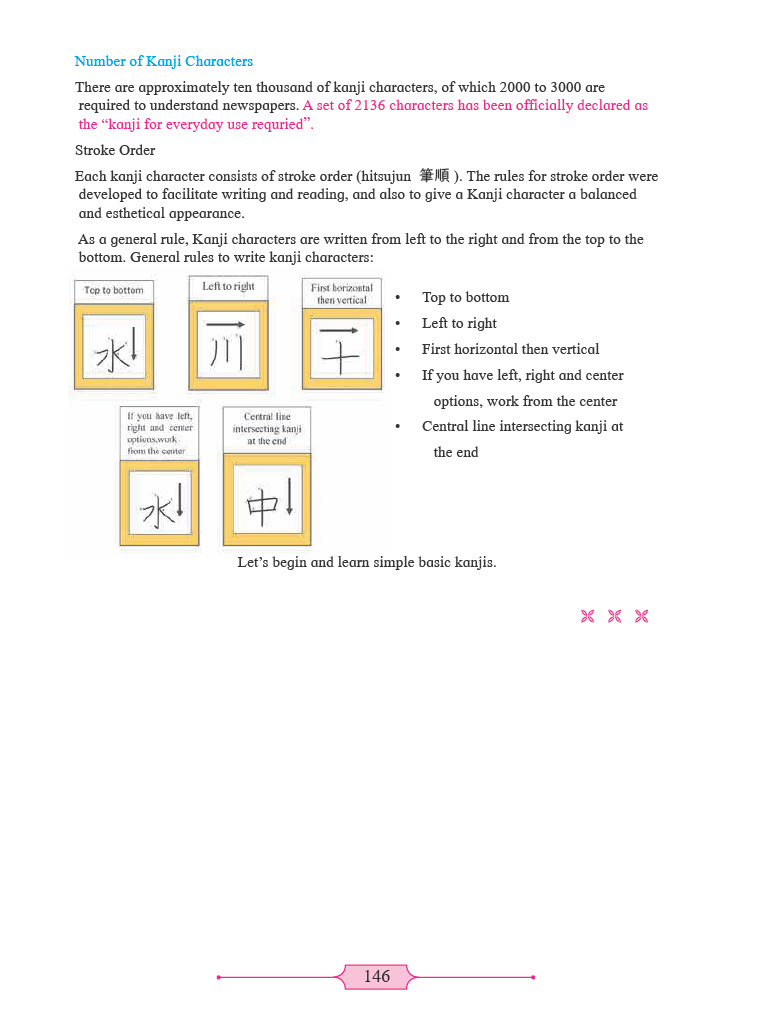 Number of Kanji Characters
There are approximately ten thousand of kanji characters, of which 2000 to 3000 are
required to understand newspapers. A set of 2136 characters has been officially declared as
the “kanji for everyday use requried”.
Stroke Order
Each kanji character consists of stroke order (hitsujun 筆順 ). The rules for stroke order were
developed to facilitate writing and reading, and also to give a Kanji character a balanced
and esthetical appearance.
As a general rule, Kanji characters are written from left to the right and from the top to the
bottom. General rules to write kanji characters:
Top to bottom
水
Left to right
川
First horizontal
then vertical
十
If you have left,
right and center
options,work
from the center
水
Central line
intersecting kanji
at the end
中
• Top to bottom
• Left to right
• First horizontal then vertical
• If you have left, right and center
options, work from the center
• Central line intersecting kanji at
the end
Let’s begin and learn simple basic kanjis.
146